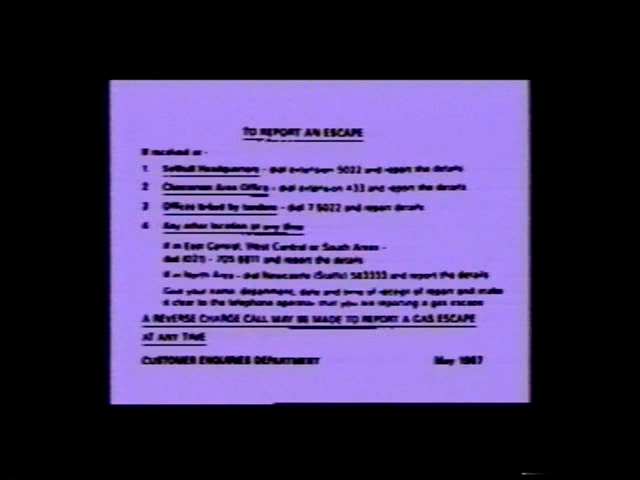 TO REPORT AN ESCAPE
If received at -
1 Solihull Headquarters - dial extension 5022 and report the details
2 Area Office - dial extension 433 and report the details
3 Offices linked by tandem - dial 7 5022 and report details
4 Any other location at any time
If in East Central, West Central or South Areas -
dial (021) - 705 6811 and report the details
If in North Area - dial Newcastle (Staffs) 563333 and report the details
Give your name, department, date and time of receipt of report and make
it clear to the telephone operator that you are reporting a gas escape
A REVERSE CHARGE CALL MAY BE MADE TO REPORT A GAS ESCAPE
AT ANY TIME
CUSTOMER ENQUIRIES DEPARTMENT May 1987